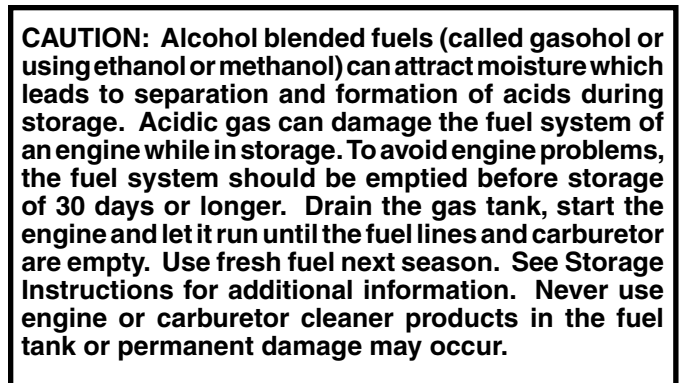 CAUTION: Alcohol blended fuels (called gasohol or
using ethanol or methanol) can attract moisture which
leads to separation and formation of acids during
storage. Acidic gas can damage the fuel system of
an engine while in storage. To avoid engine problems,
the fuel system should be emptied before storage
of 30 days or longer. Drain the gas tank, start the
engine and let it run until the fuel lines and carburetor
are empty. Use fresh fuel next season. See Storage
Instructions for additional information. Never use
engine or carburetor cleaner products in the fuel
tank or permanent damage may occur.